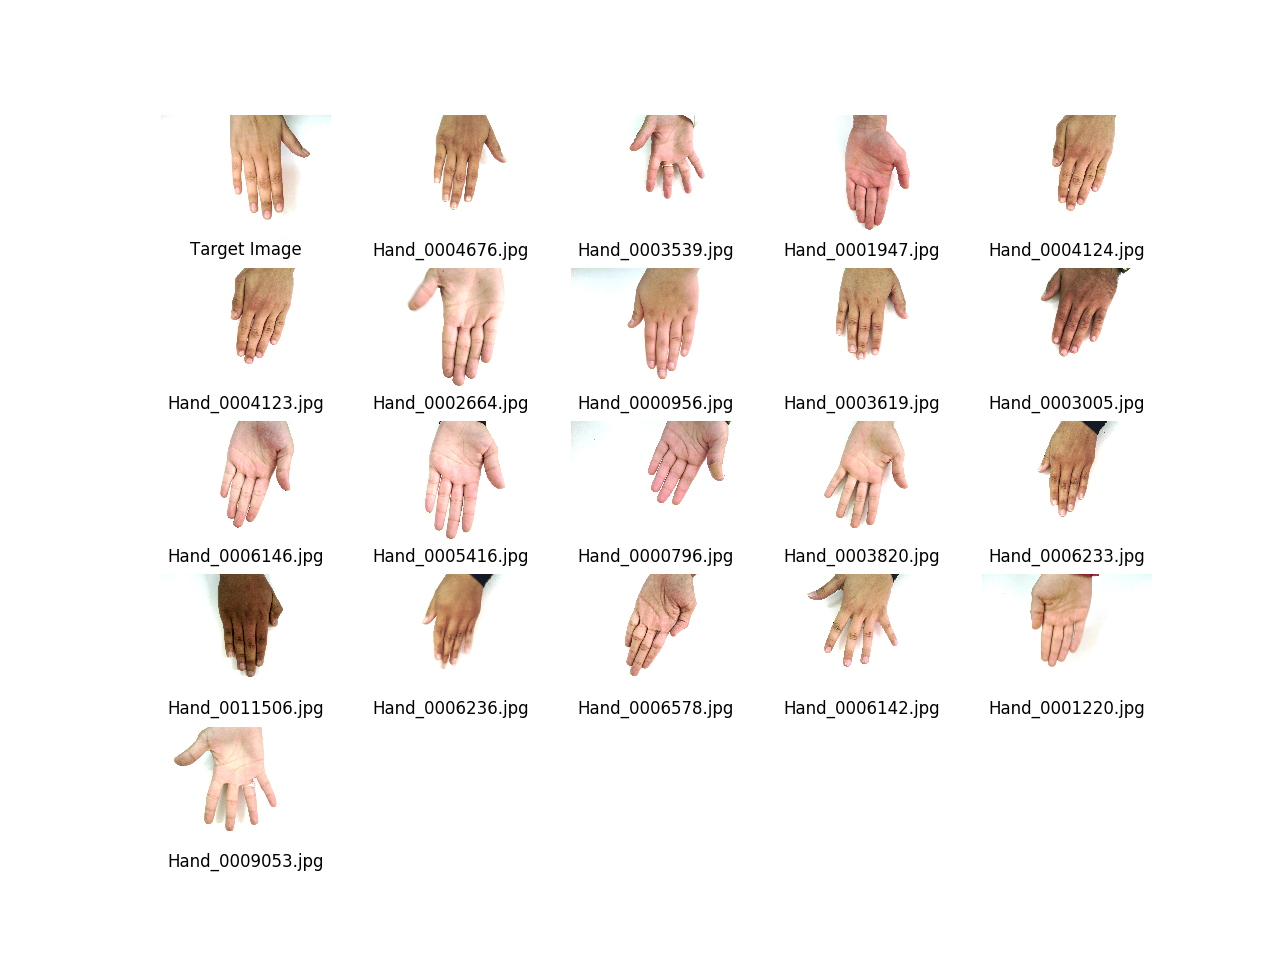 Target Image
Hand_0004676.jpg
Hand_0003539.jpg
Hand_0001947.jpg
Hand_0004124.jpg
Hand_0004123.jpg
Hand_0002664.jpg
Hand_0000956.jpg
Hand_0003619.jpg
Hand_0003005.jpg
Hand_0006146.jpg
Hand_0005416.jpg
Hand_0000796.jpg
Hand_0003820.jpg
Hand_0006233.jpg
Hand_0011506.jpg
Hand_0006236.jpg
Hand_0006578.jpg
Hand_0006142.jpg
Hand_0001220.jpg
Hand_0009053.jpg